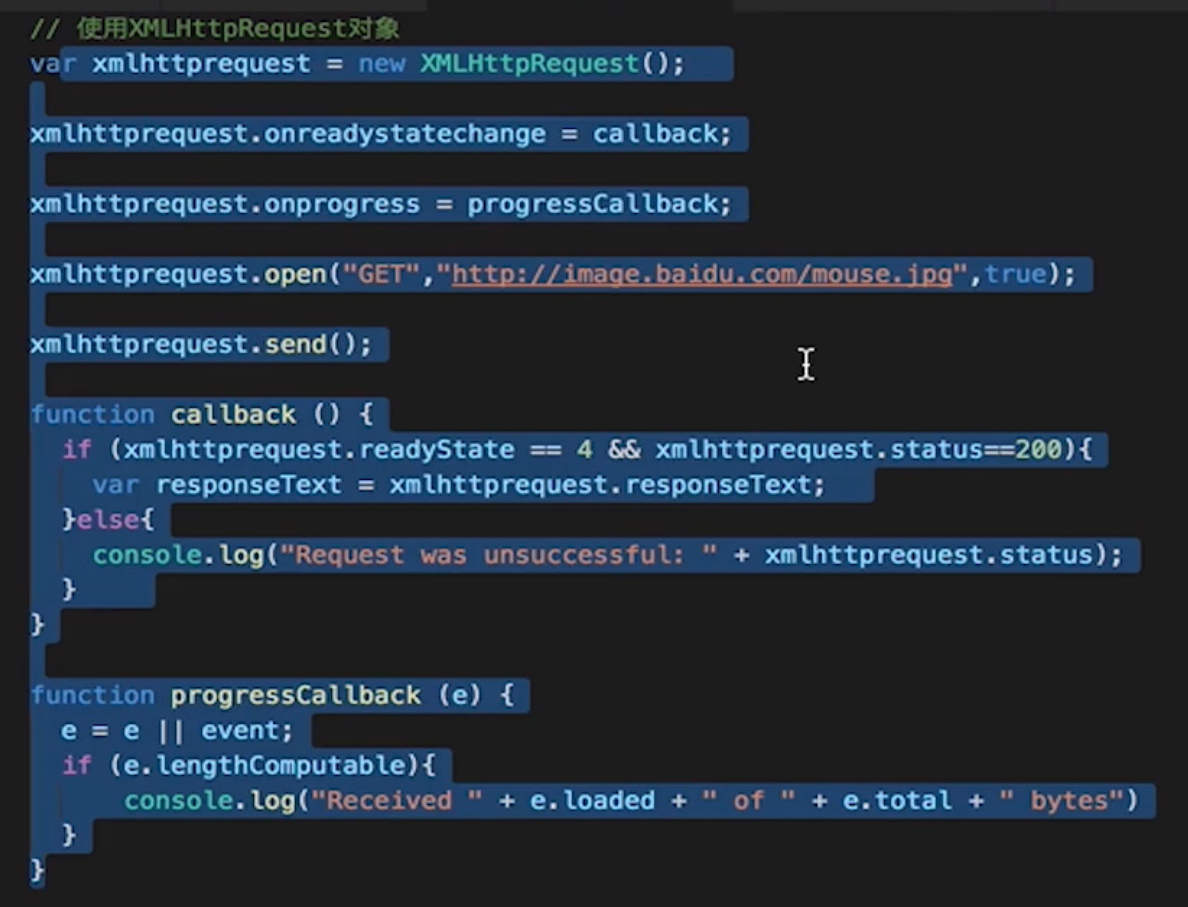 // 使用XMLHttpRequest对象
var xmlhttprequest = new XMLHttpRequest();
xmlhttprequest.onreadystatechange = callback;
xmlhttprequest.onprogress = progressCallback;
xmlhttprequest.open("GET","http://image.baidu.com/mouse.jpg",true);
xmlhttprequest.send();
function callback () {
if (xmlhttprequest.readyState == 4 && xmlhttprequest.status==200){
var responseText = xmlhttprequest.responseText;
}else{
console.log("Request was unsuccessful: " + xmlhttprequest.status);
}
}
function progressCallback (e) {
e = e || event;
if (e.lengthComputable){
console.log("Received " + e.loaded + " of " + e.total + " bytes")
}
}